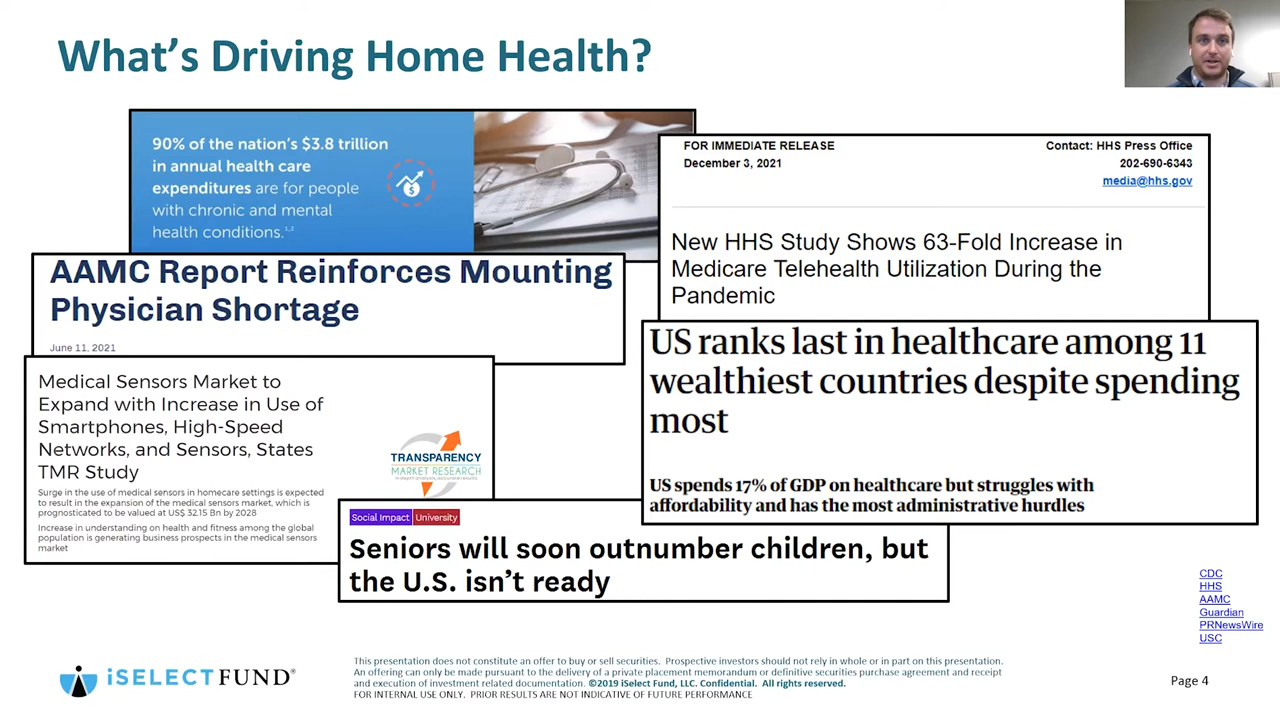 What's Driving Home Health?
90% of the nation's $3.8 trillion
in annual health care
expenditures are for people
with chronic and mental
health conditions.1,2
FOR IMMEDIATE RELEASE
December 3, 2021
Contact: HHS Press Office
202-690-6343
media@hhs.gov
New HHS Study Shows 63-Fold Increase in
Medicare Telehealth Utilization During the
Pandemic
AAMC Report Reinforces Mounting
Physician Shortage
June 11, 2021
US ranks last in healthcare among 11
wealthiest countries despite spending
most
US spends 17% of GDP on healthcare but struggles with
affordability and has the most administrative hurdles
Medical Sensors Market to
Expand with Increase in Use of
Smartphones, High-Speed
Networks, and Sensors, States
TMR Study
Surge in the use of medical sensors in homecare settings is expected
to result in the expansion of the medical sensors market, which is
prognosticated to be valued at US$ 32.15 Bn by 2028
Increase in understanding on health and fitness among the global
population is generating business prospects in the medical sensors
market
TRANSPARENCY
MARKET RESEARCH
In-depth analysis, accurate results
Social Impact University
Seniors will soon outnumber children, but
the U.S. isn't ready
CDC
HHS
AAMC
Guardian
PRNewsWire
USC
iSELECTFUND®
This presentation does not constitute an offer to buy or sell securities. Prospective investors should not rely in whole or in part on this presentation.
An offering can only be made pursuant to the delivery of a private placement memorandum or definitive securities purchase agreement and receipt
and execution of investment related documentation. ©2019 iSelect Fund, LLC. Confidential. All rights reserved.
FOR INTERNAL USE ONLY. PRIOR RESULTS ARE NOT INDICATIVE OF FUTURE PERFORMANCE
Page 4